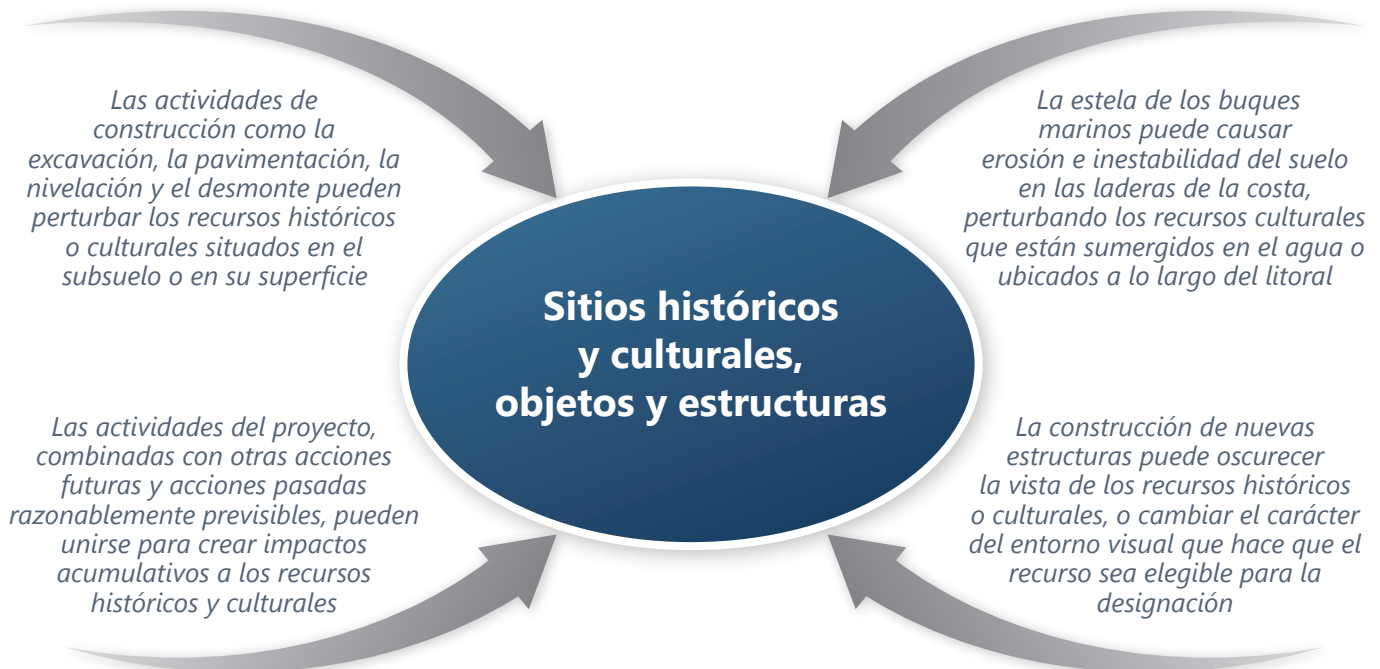 Las actividades de
construcción como la
excavación, la pavimentación, la
nivelación y el desmonte pueden
perturbar los recursos históricos
o culturales situados en el
subsuelo o en su superficie
La estela de los buques
marinos puede causar
erosión e inestabilidad del suelo
en las laderas de la costa,
perturbando los recursos culturales
que están sumergidos en el agua o
ubicados a lo largo del litoral
Sitios históricos
y culturales,
objetos y estructuras
Las actividades del proyecto,
combinadas con otras acciones
futuras y acciones pasadas
razonablemente previsibles, pueden
unirse para crear impactos
acumulativos a los recursos
históricos y culturales
La construcción de nuevas
estructuras puede oscurecer
la vista de los recursos históricos
o culturales, o cambiar el carácter
del entorno visual que hace que el
recurso sea elegible para la
designación